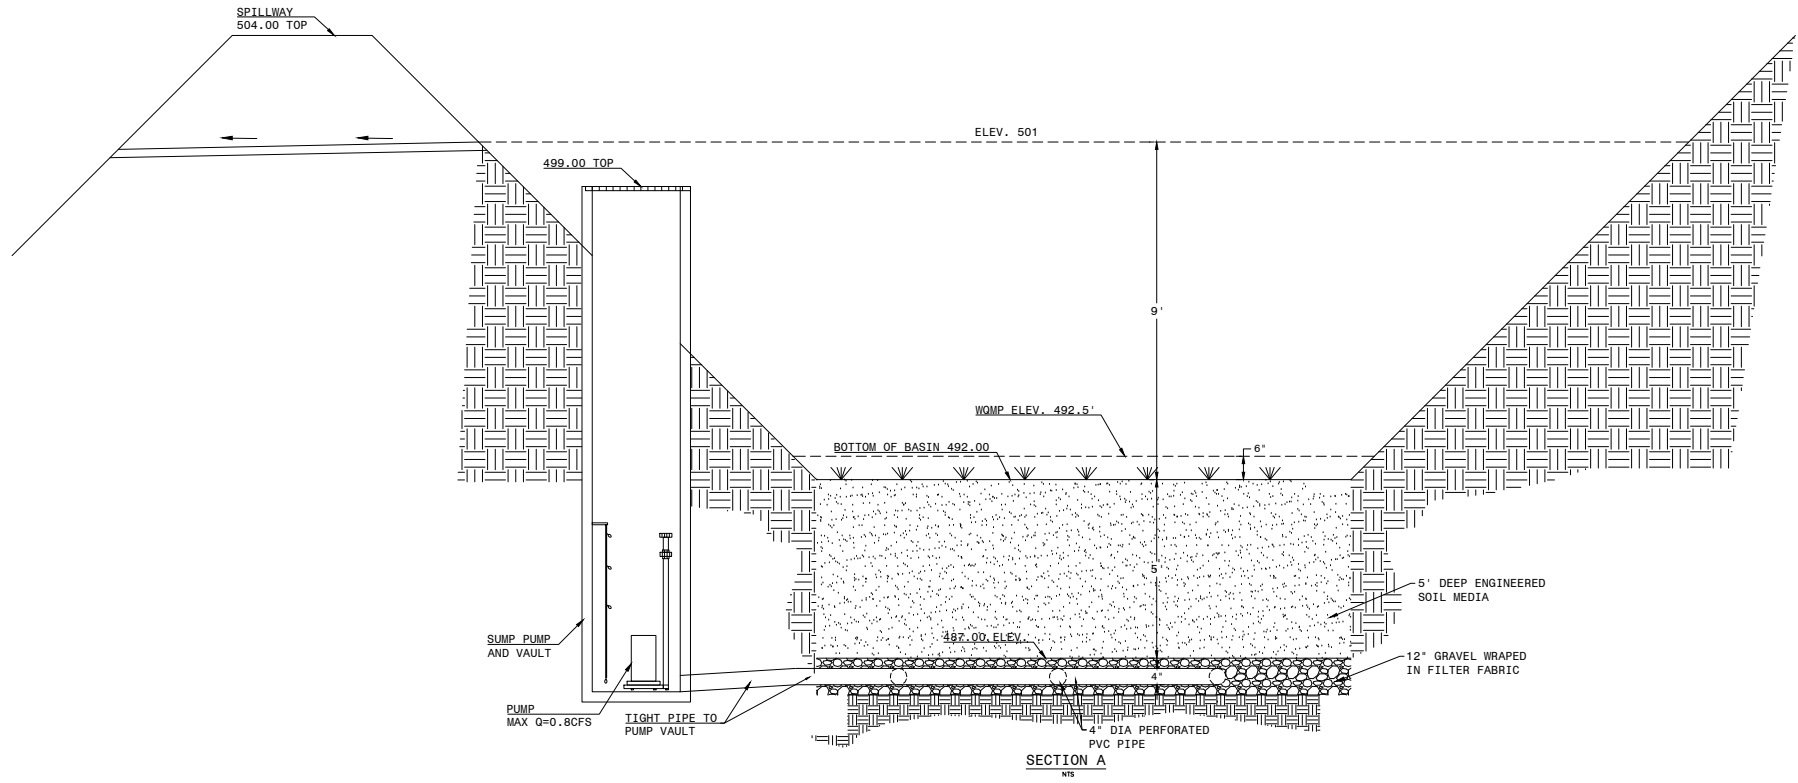 SPILLWAY
504.00 TOP
ELEV. 501
499.00 TOP
9'
WQMP ELEV. 492.5'
BOTTOM OF BASIN 492.00
6"
5'
5' DEEP ENGINEERED
SOIL MEDIA
SUMP PUMP
AND VAULT
487.00 ELEV.
12" GRAVEL WRAPED
IN FILTER FABRIC
4"
PUMP
MAX Q=0.8CFS
TIGHT PIPE TO
PUMP VAULT
4" DIA PERFORATED
PVC PIPE
SECTION A
NTS